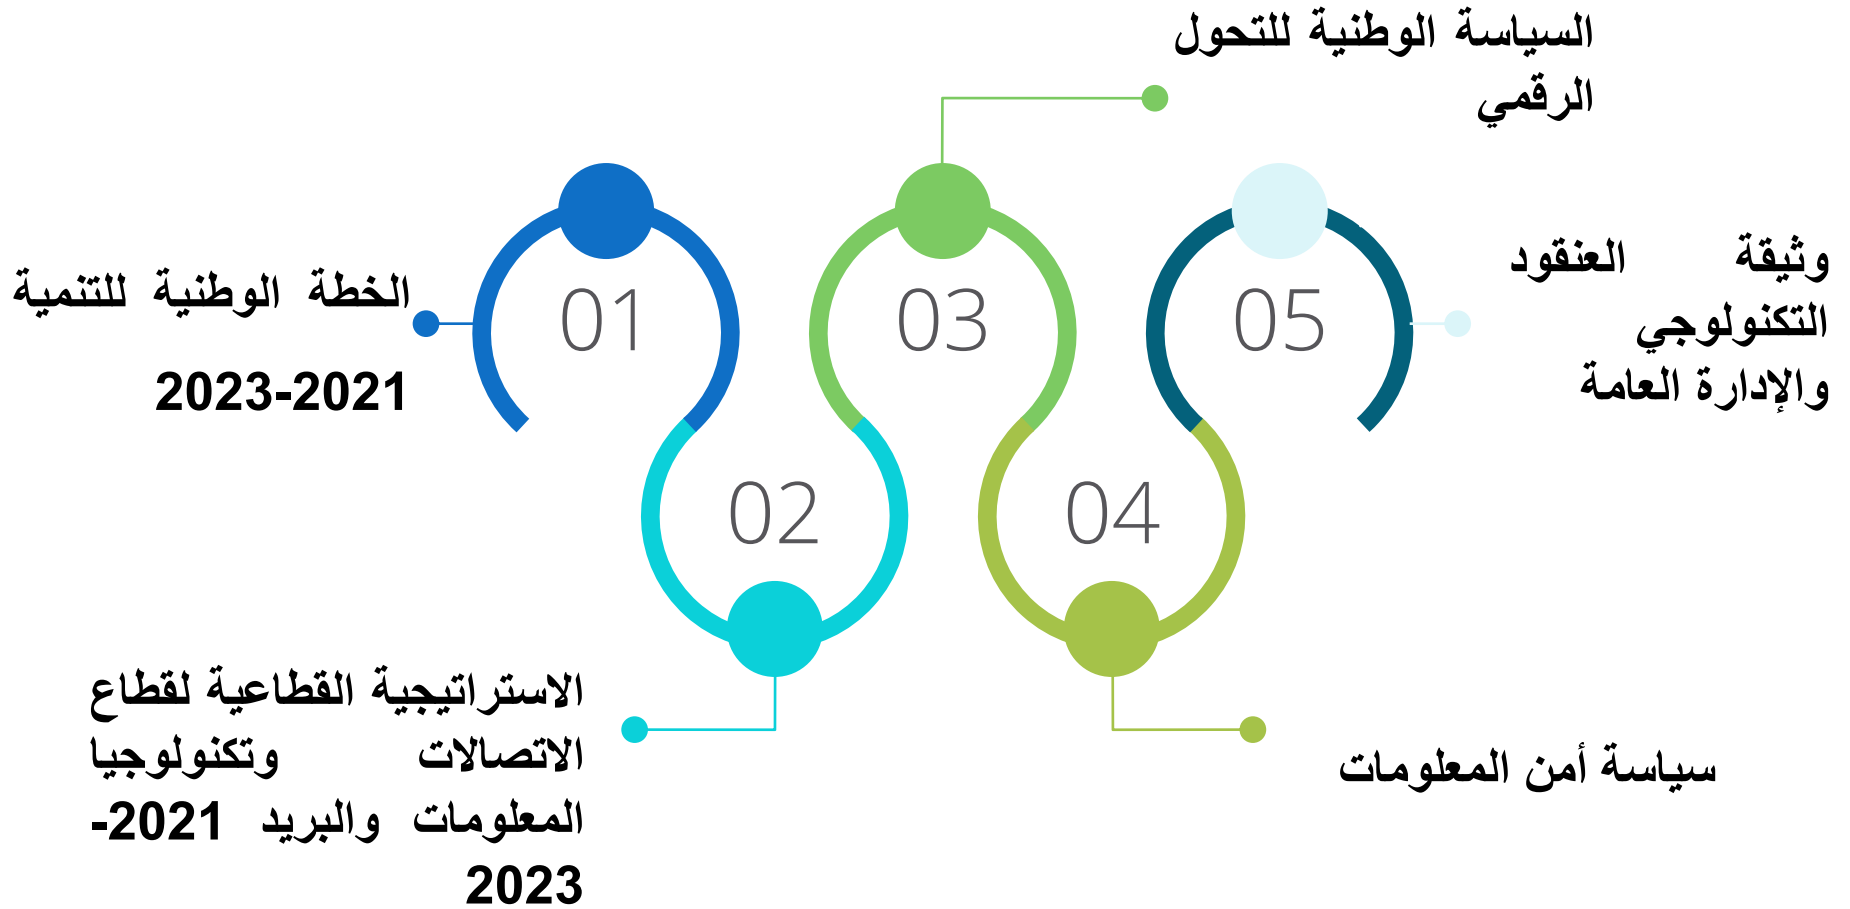 01
الخطة الوطنية للتنمية
2023-2021
02
الاستراتيجية القطاعية لقطاع
الاتصالات وتكنولوجيا
المعلومات والبريد 2021-
2023
03
السياسة الوطنية للتحول
الرقمي
04
سياسة أمن المعلومات
05
وثيقة العنقود
التكنولوجي
والإدارة العامة